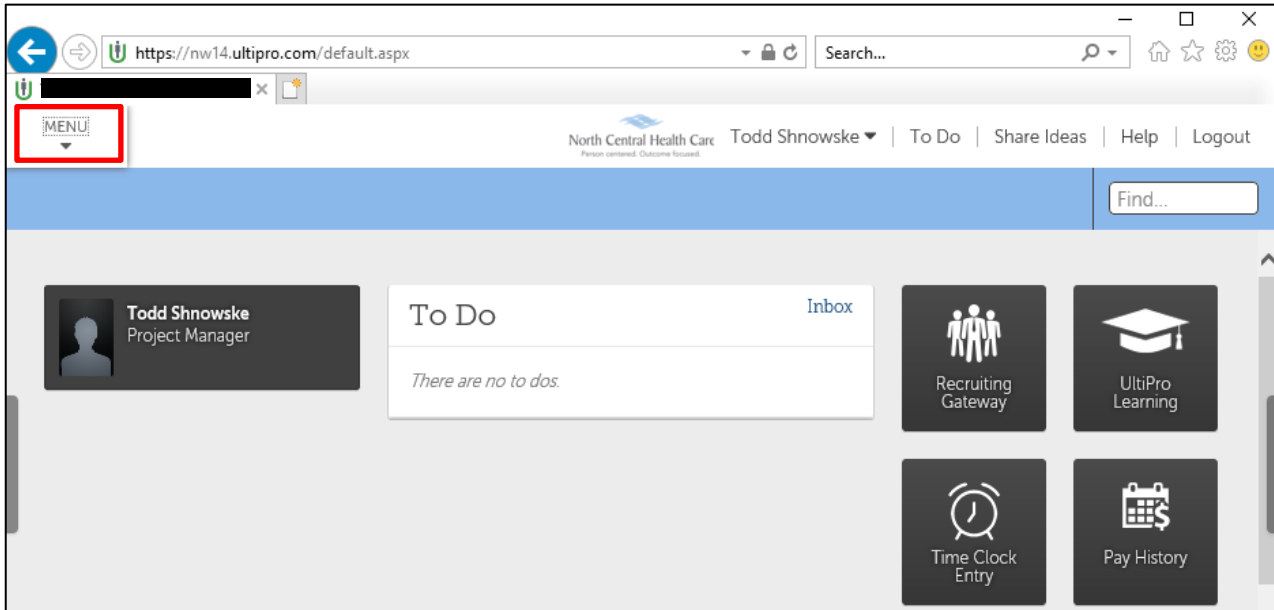 https://nw14.ultipro.com/default.aspx
Search...
MENU
North Central Health Care
Person centered. Outcome focused.
Todd Shnowske
To Do
Share Ideas
Help
Logout
Find...
Todd Shnowske
Project Manager
To Do
Inbox
There are no to dos.
Recruiting
Gateway
UltiPro
Learning
Time Clock
Entry
Pay History